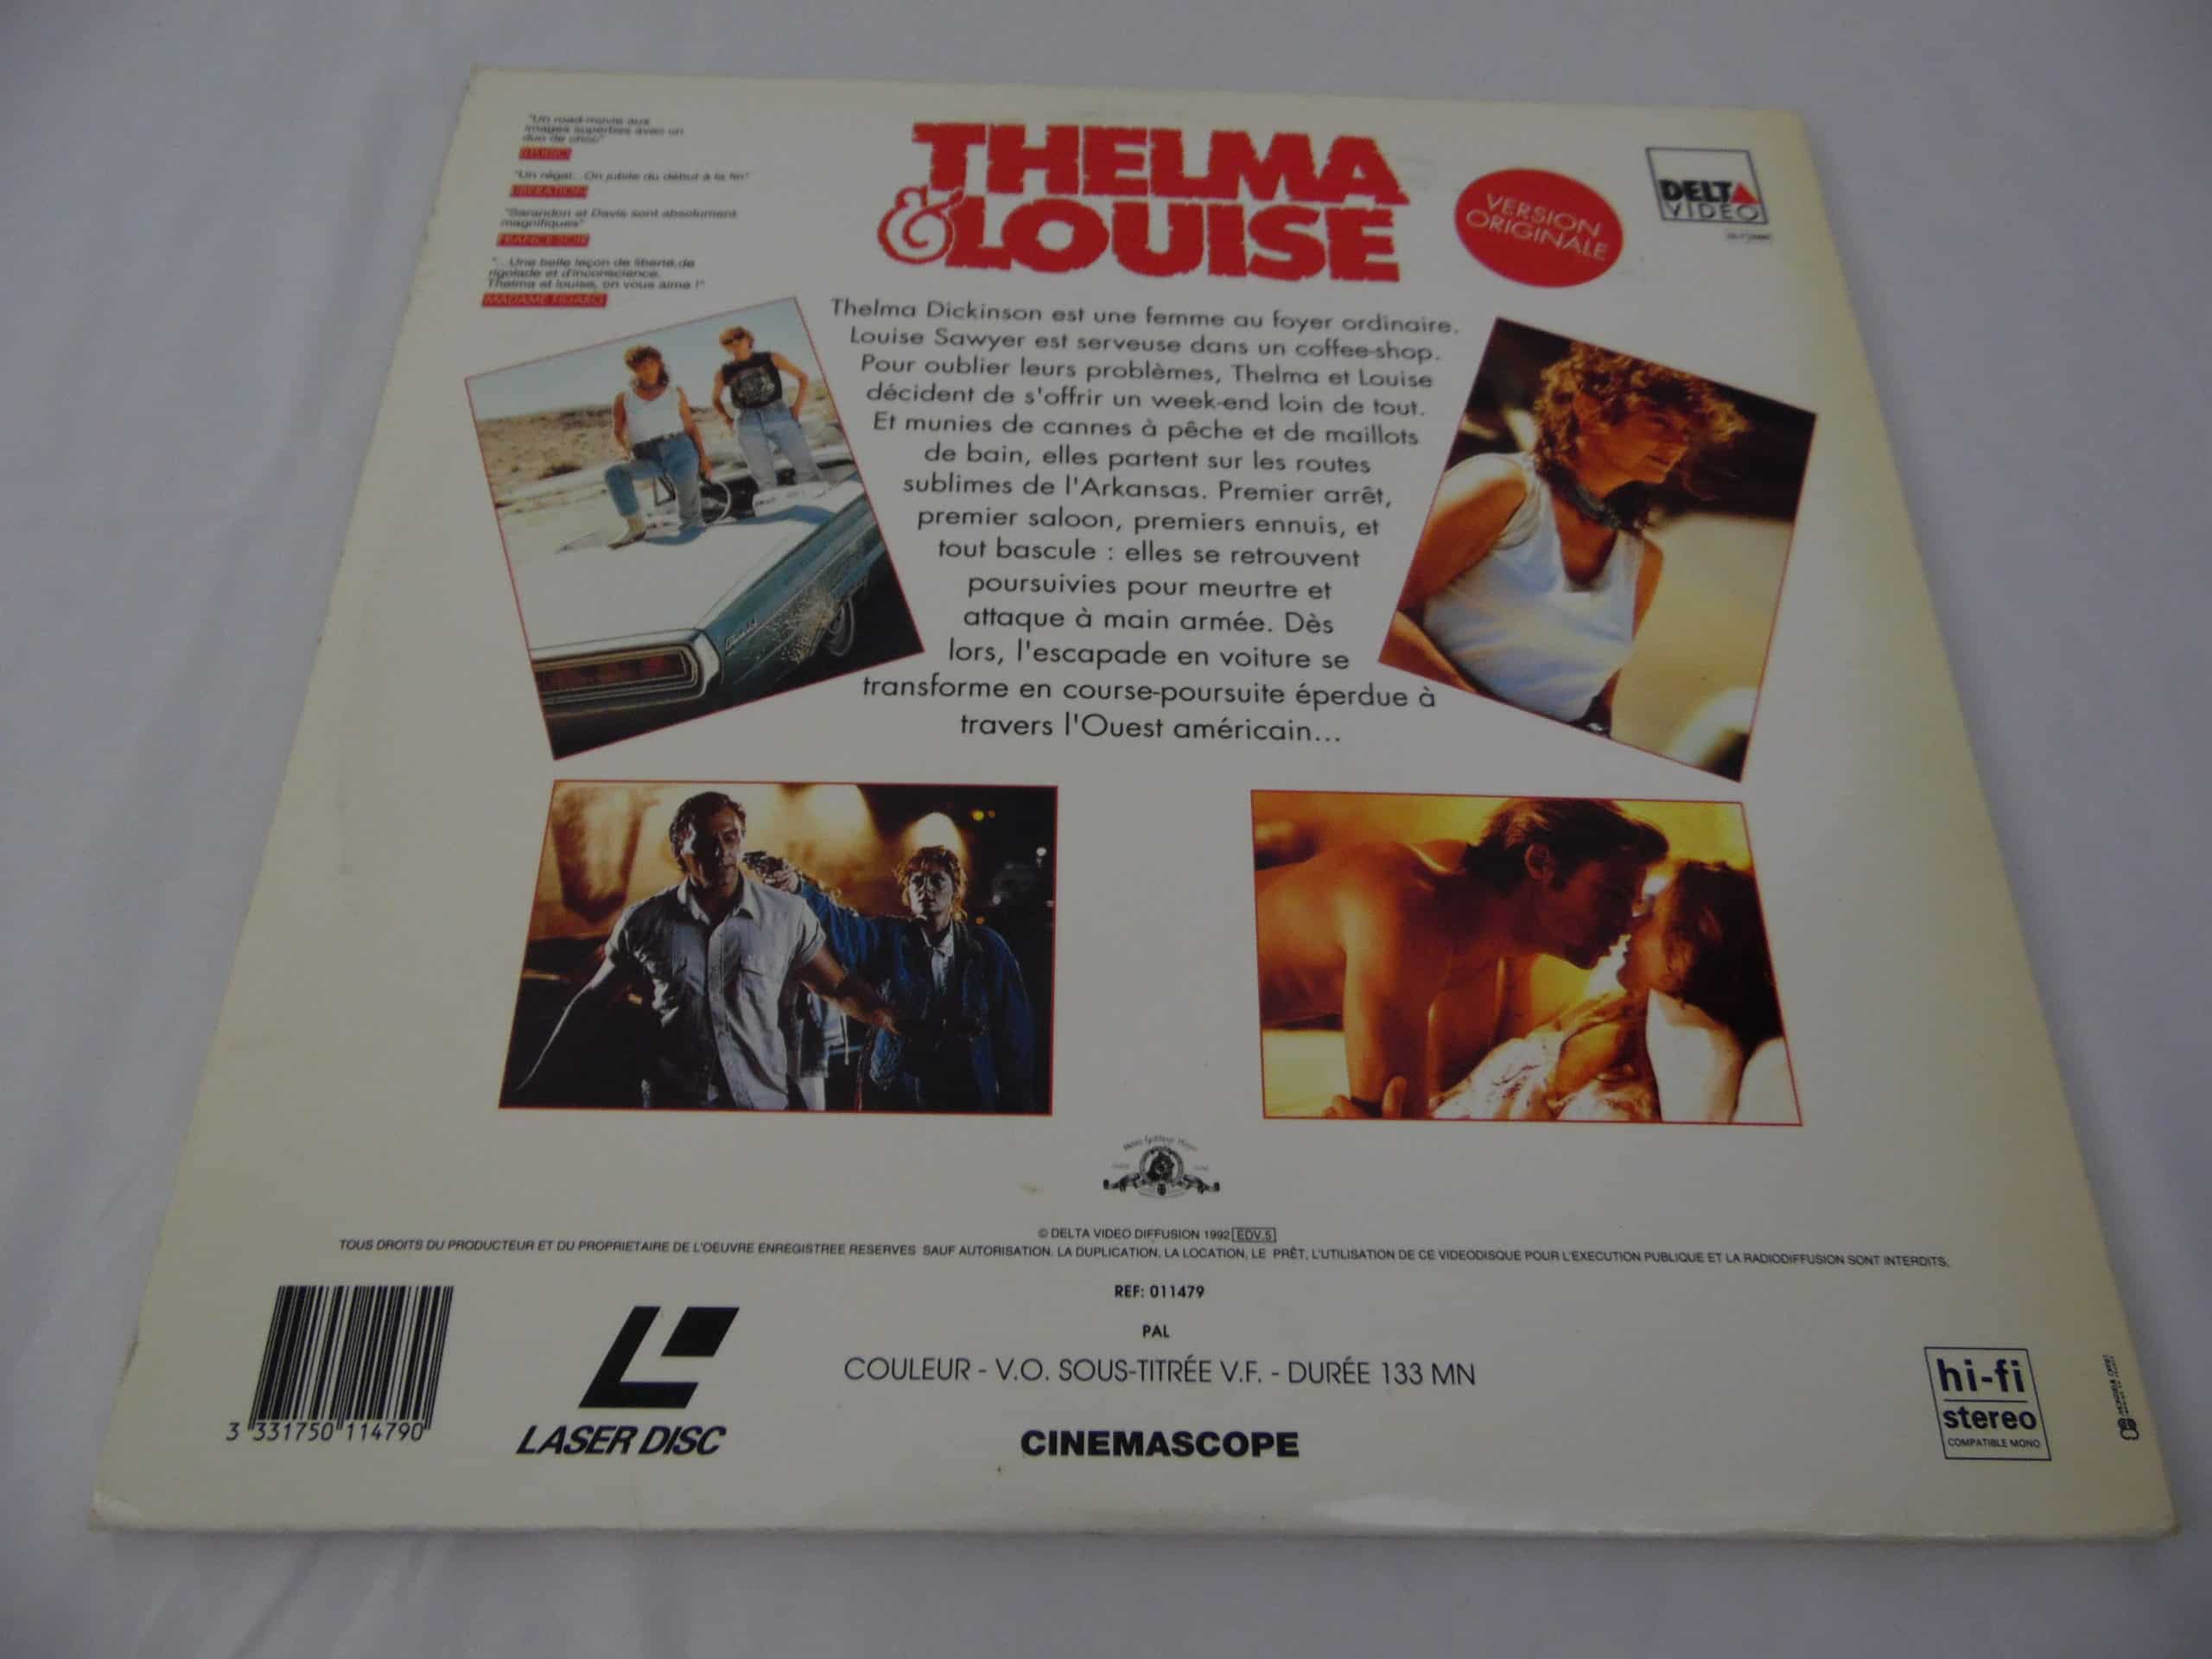 "Un road-movie aux
images superbes avec un
duo de choc"
STUDIO
"Un régal... On jubile du début à la fin"
LIBERATION
"Sarandon et Davis sont absolument
magnifiques"
FRANCE SOIR
"... Une belle leçon de liberté, de
rigolade et d'inconscience.
Thelma et louise, on vous aime !"
MADAME FIGARO
THELMA
& LOUISE
VERSION
ORIGINALE
DELTA
VIDEO
Thelma Dickinson est une femme au foyer ordinaire.
Louise Sawyer est serveuse dans un coffee-shop.
Pour oublier leurs problèmes, Thelma et Louise
décident de s'offrir un week-end loin de tout.
Et munies de cannes à pêche et de maillots
de bain, elles partent sur les routes
sublimes de l'Arkansas. Premier arrêt,
premier saloon, premiers ennuis, et
tout bascule : elles se retrouvent
poursuivies pour meurtre et
attaque à main armée. Dès
lors, l'escapade en voiture se
transforme en course-poursuite éperdue à
travers l'Ouest américain...
© DELTA VIDEO DIFFUSION 1992 EDV.5
TOUS DROITS DU PRODUCTEUR ET DU PROPRIETAIRE DE L'OEUVRE ENREGISTREE RESERVES SAUF AUTORISATION. LA DUPLICATION, LA LOCATION, LE PRÊT, L'UTILISATION DE CE VIDEODISQUE POUR L'EXECUTION PUBLIQUE ET LA RADIODIFFUSION SONT INTERDITS.
REF: 011479
PAL
COULEUR - V.O. SOUS-TITRÉE V.F. - DURÉE 133 MN
CINEMASCOPE
3 331750 114790
LASER DISC
hi-fi
stereo
COMPATIBLE MONO